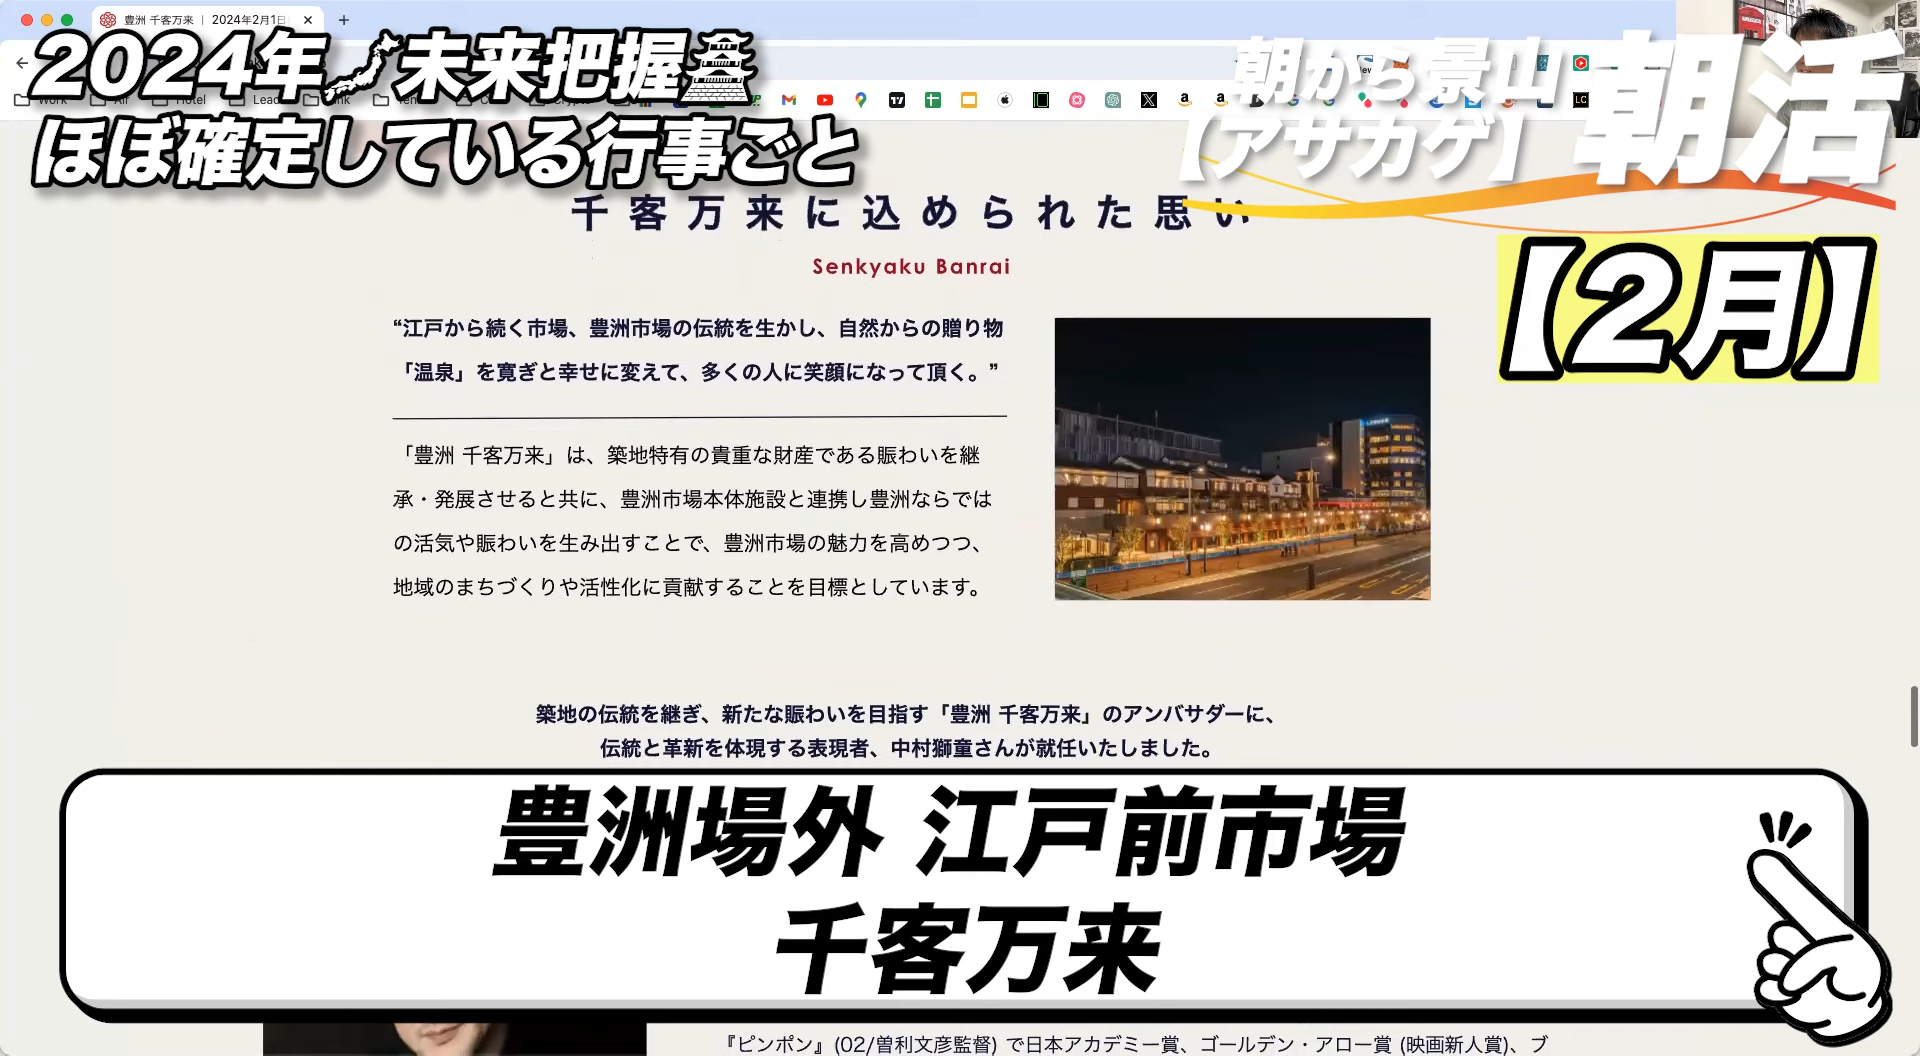 豊洲 千客万来 | 2024年2月1日
2024年 未来把握
ほぼ確定している行事ごと
朝から景山
【アサカゲ】
朝活
【2月】
千客万来に込められた思い
Senkyaku Banrai
“江戸から続く市場、豊洲市場の伝統を生かし、自然からの贈り物
「温泉」を寛ぎと幸せに変えて、多くの人に笑顔になって頂く。”
「豊洲 千客万来」は、築地特有の貴重な財産である賑わいを継
承・発展させると共に、豊洲市場本体施設と連携し豊洲ならでは
の活気や賑わいを生み出すことで、豊洲市場の魅力を高めつつ、
地域のまちづくりや活性化に貢献することを目標としています。
築地の伝統を継ぎ、新たな賑わいを目指す「豊洲 千客万来」のアンバサダーに、
伝統と革新を体現する表現者、中村獅童さんが就任いたしました。
豊洲場外 江戸前市場
千客万来
『ピンポン』(02/曽利文彦監督) で日本アカデミー賞、ゴールデン・アロー賞 (映画新人賞)、ブ